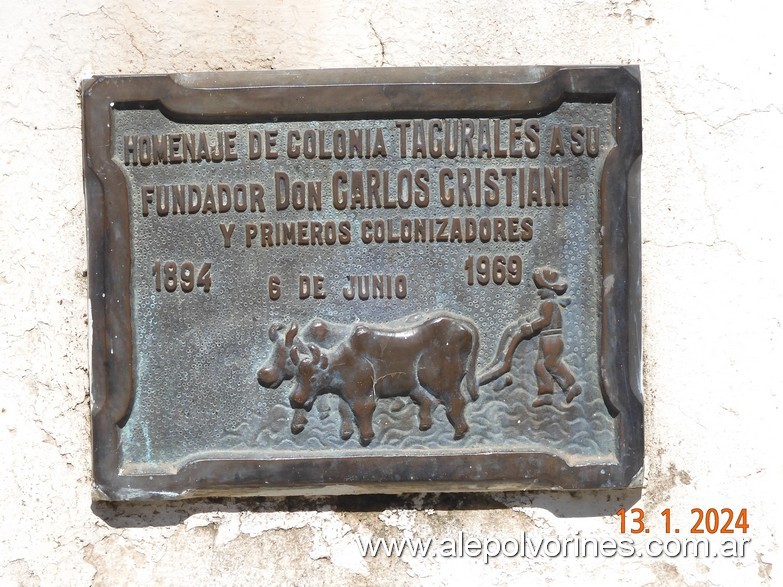 HOMENAJE DE COLONIA TACURALES A SU
FUNDADOR DON CARLOS CRISTIANI
Y PRIMEROS COLONIZADORES
1894 6 DE JUNIO 1969
13. 1. 2024
www.alepolvorines.com.ar